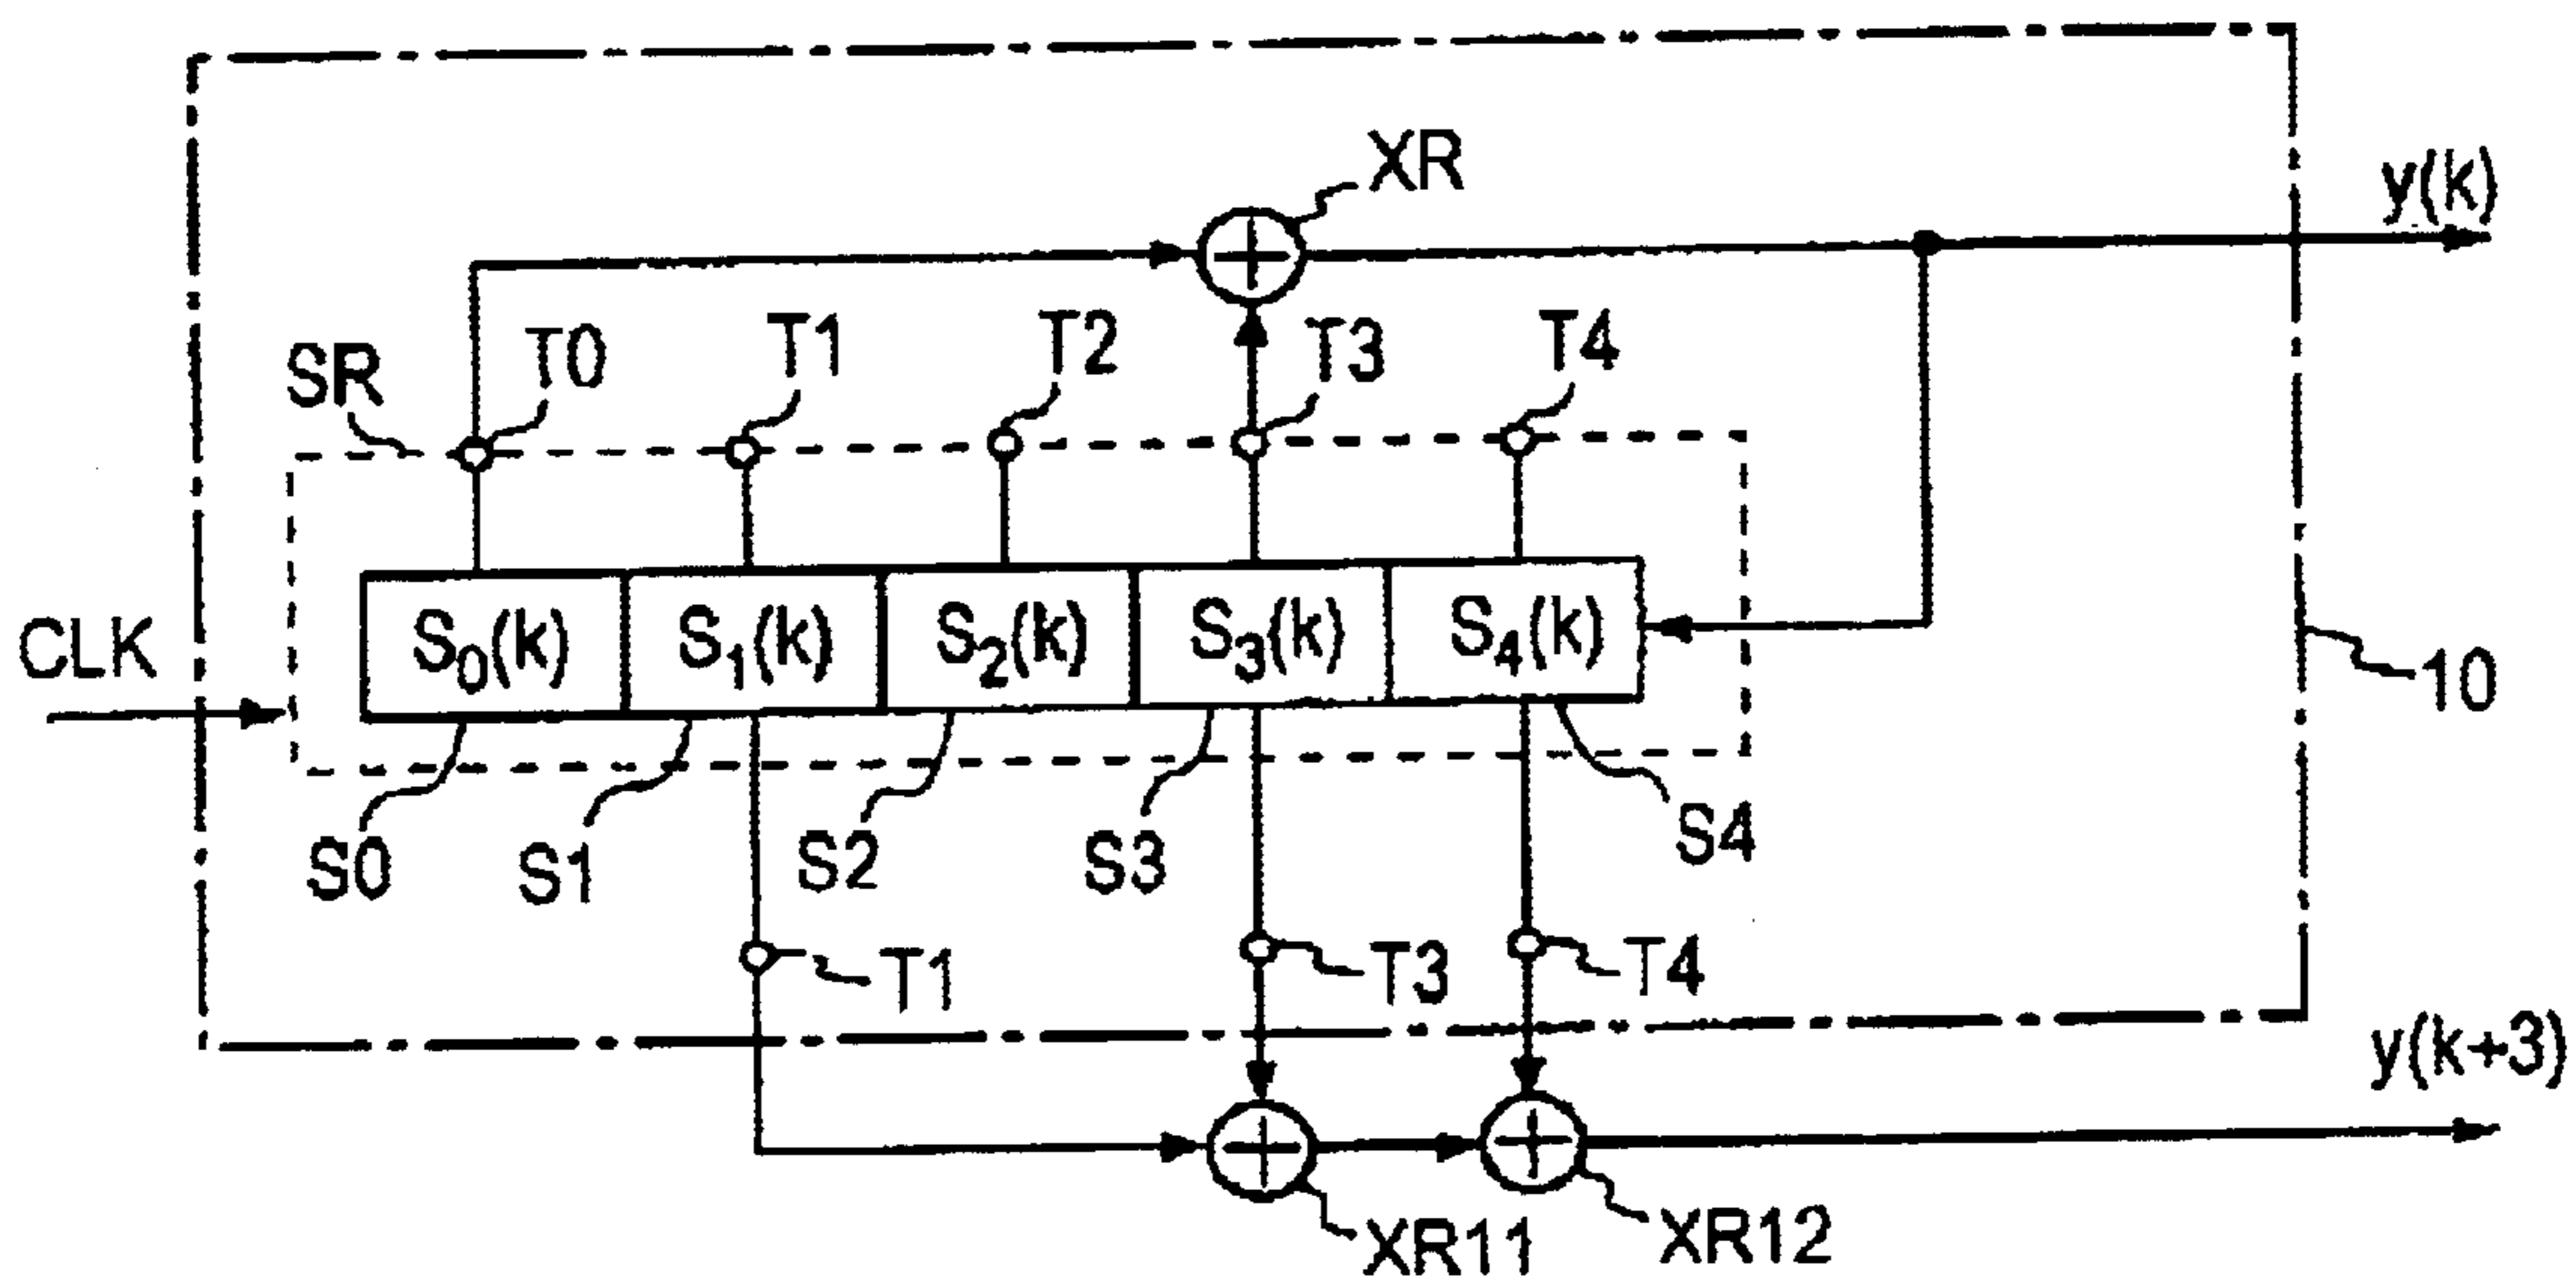 XR
y(k)
SR
T0
T1
T2
T3
T4
CLK
S₀(k)
S₁(k)
S₂(k)
S₃(k)
S₄(k)
10
S0
S1
S2
S3
S4
T1
T3
T4
y(k+3)
XR11
XR12